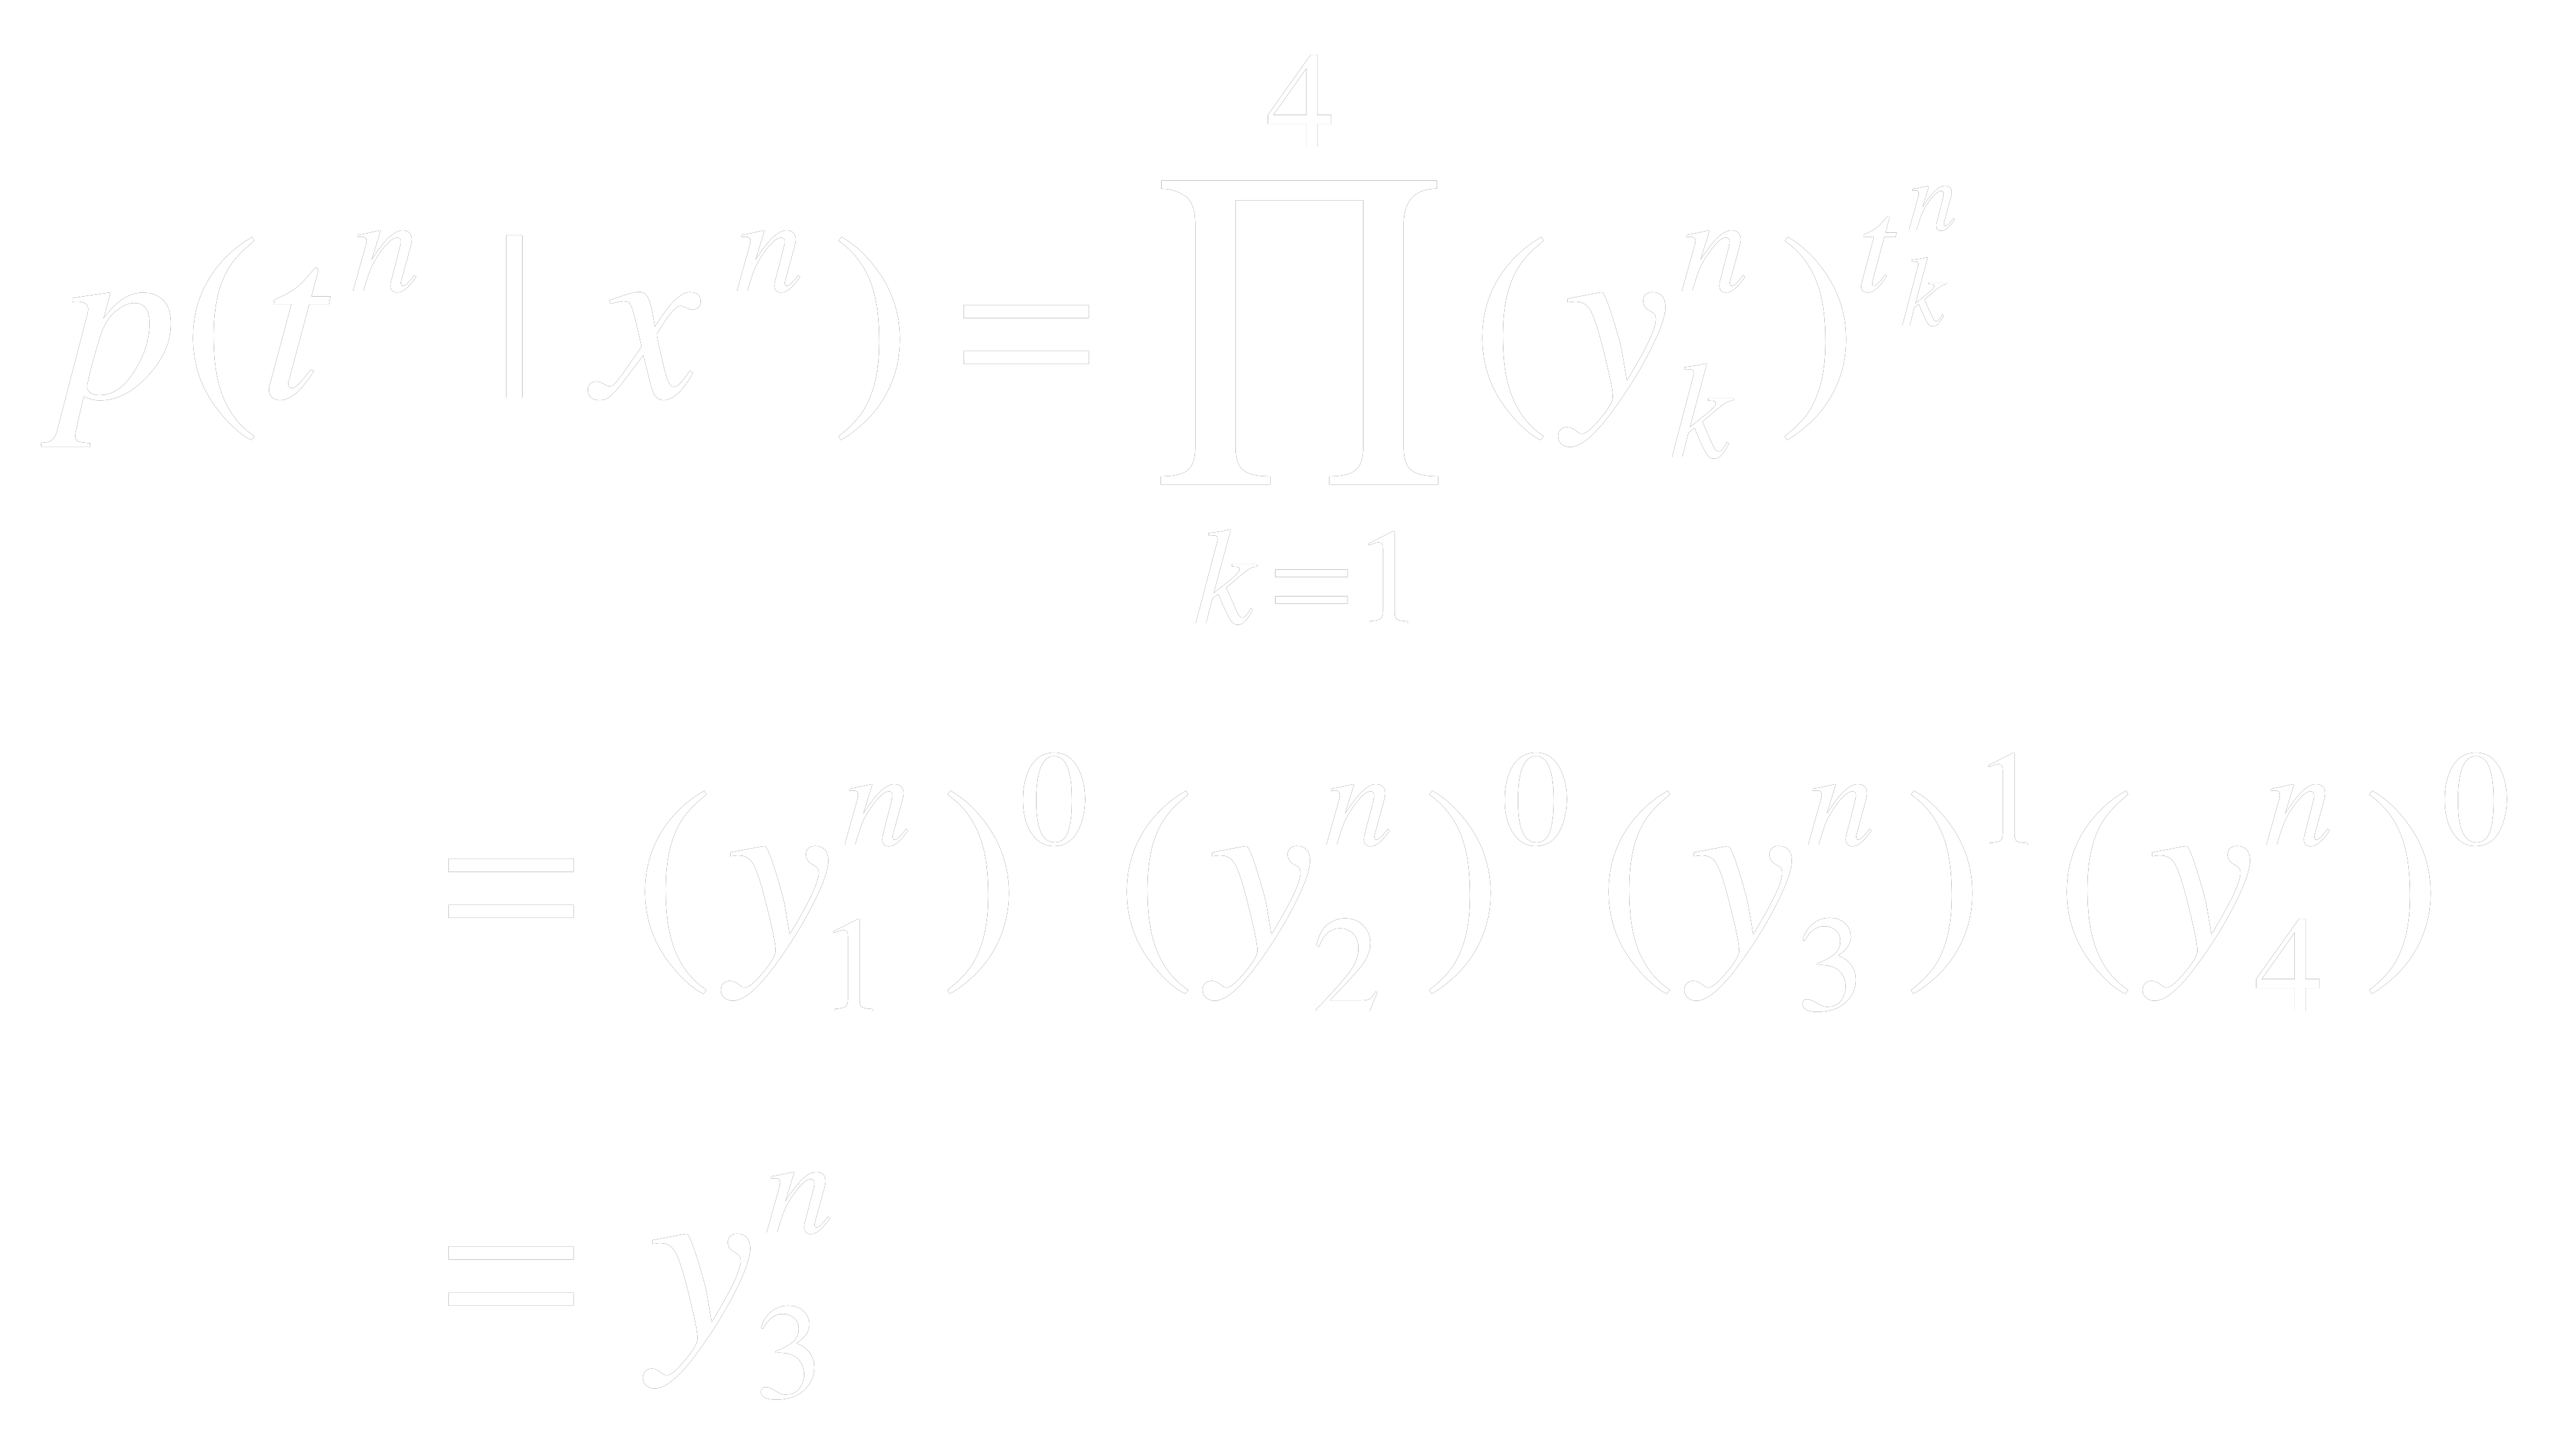 p(t^n | x^n) = ∏_{k=1}^{4} (y_k^n)^{t_k^n}
= (y_1^n)^0 (y_2^n)^0 (y_3^n)^1 (y_4^n)^0
= y_3^n